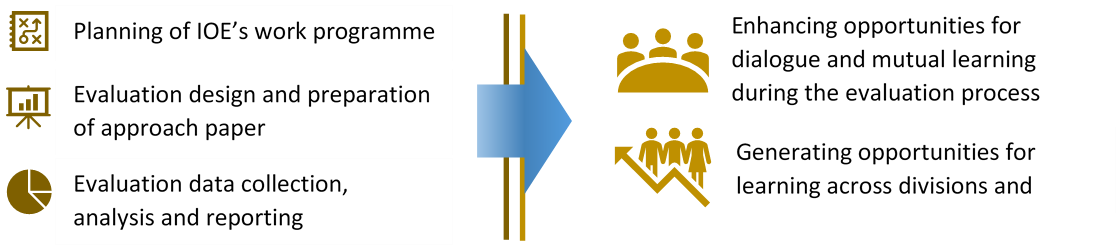 Planning of IOE's work programme
Evaluation design and preparation
of approach paper
Evaluation data collection,
analysis and reporting
Enhancing opportunities for
dialogue and mutual learning
during the evaluation process
Generating opportunities for
learning across divisions and